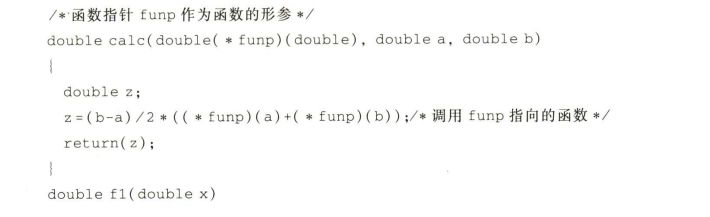 /*函数指针 funp 作为函数的形参 */
double calc(double( * funp)(double), double a, double b)
{
double z;
z=(b-a)/2 * (( * funp)(a)+( * funp)(b));/* 调用 funp 指向的函数 */
return(z);
}
double f1(double x)